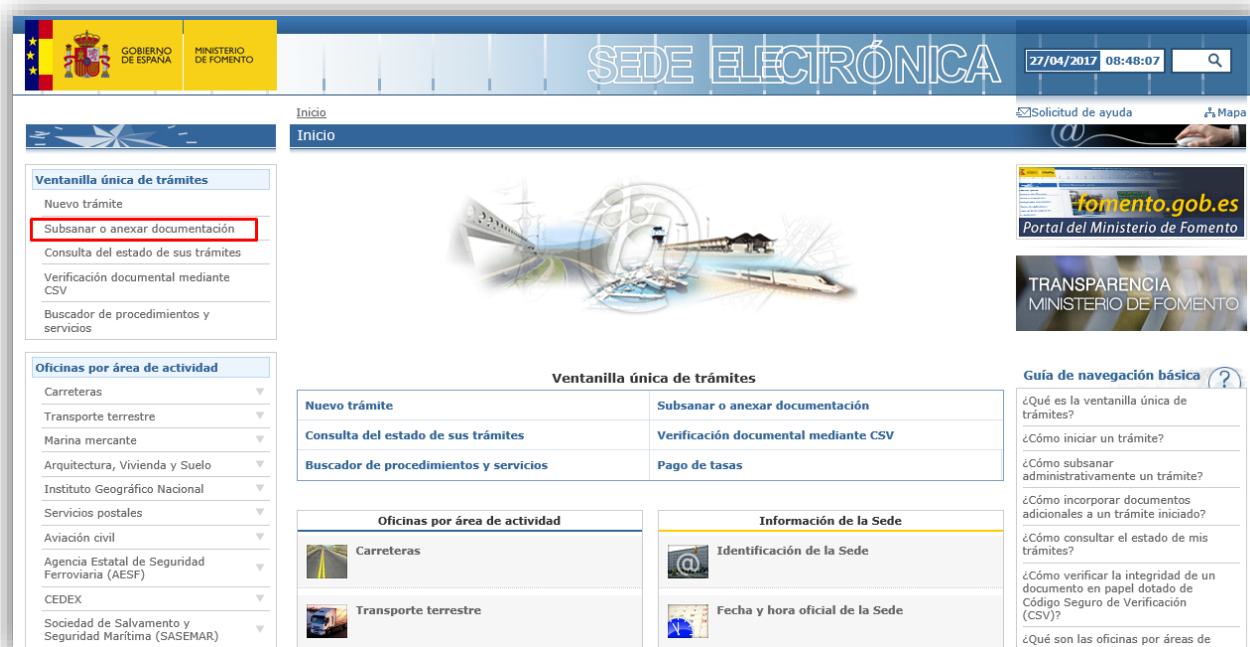 GOBIERNO
DE ESPAÑA
MINISTERIO
DE FOMENTO
SEDE ELECTRÓNICA
27/04/2017 08:48:07
Inicio
Solicitud de ayuda
Mapa
Inicio
Ventanilla única de trámites
Nuevo trámite
Subsanar o anexar documentación
Consulta del estado de sus trámites
Verificación documental mediante
CSV
Buscador de procedimientos y
servicios
Oficinas por área de actividad
Carreteras
Transporte terrestre
Marina mercante
Arquitectura, Vivienda y Suelo
Instituto Geográfico Nacional
Servicios postales
Aviación civil
Agencia Estatal de Seguridad
Ferroviaria (AESF)
CEDEX
Sociedad de Salvamento y
Seguridad Marítima (SASEMAR)
Ventanilla única de trámites
Nuevo trámite
Subsanar o anexar documentación
Consulta del estado de sus trámites
Verificación documental mediante CSV
Buscador de procedimientos y servicios
Pago de tasas
Oficinas por área de actividad
Carreteras
Transporte terrestre
Información de la Sede
Identificación de la Sede
Fecha y hora oficial de la Sede
fomento.gob.es
Portal del Ministerio de Fomento
TRANSPARENCIA
MINISTERIO DE FOMENTO
Guía de navegación básica
¿Qué es la ventanilla única de
trámites?
¿Cómo iniciar un trámite?
¿Cómo subsanar
administrativamente un trámite?
¿Cómo incorporar documentos
adicionales a un trámite iniciado?
¿Cómo consultar el estado de mis
trámites?
¿Cómo verificar la integridad de un
documento en papel dotado de
Código Seguro de Verificación
(CSV)?
¿Qué son las oficinas por áreas de